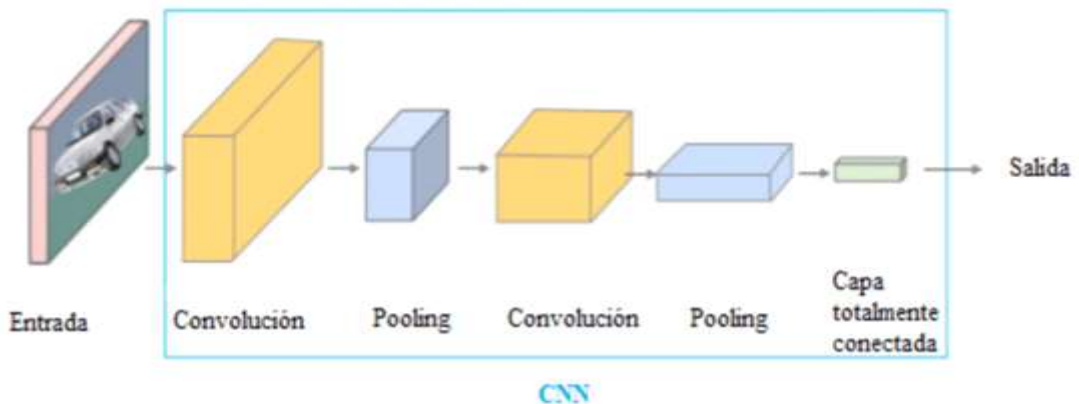 Entrada
Convolución
Pooling
Convolución
Pooling
Capa
totalmente
conectada
Salida
CNN